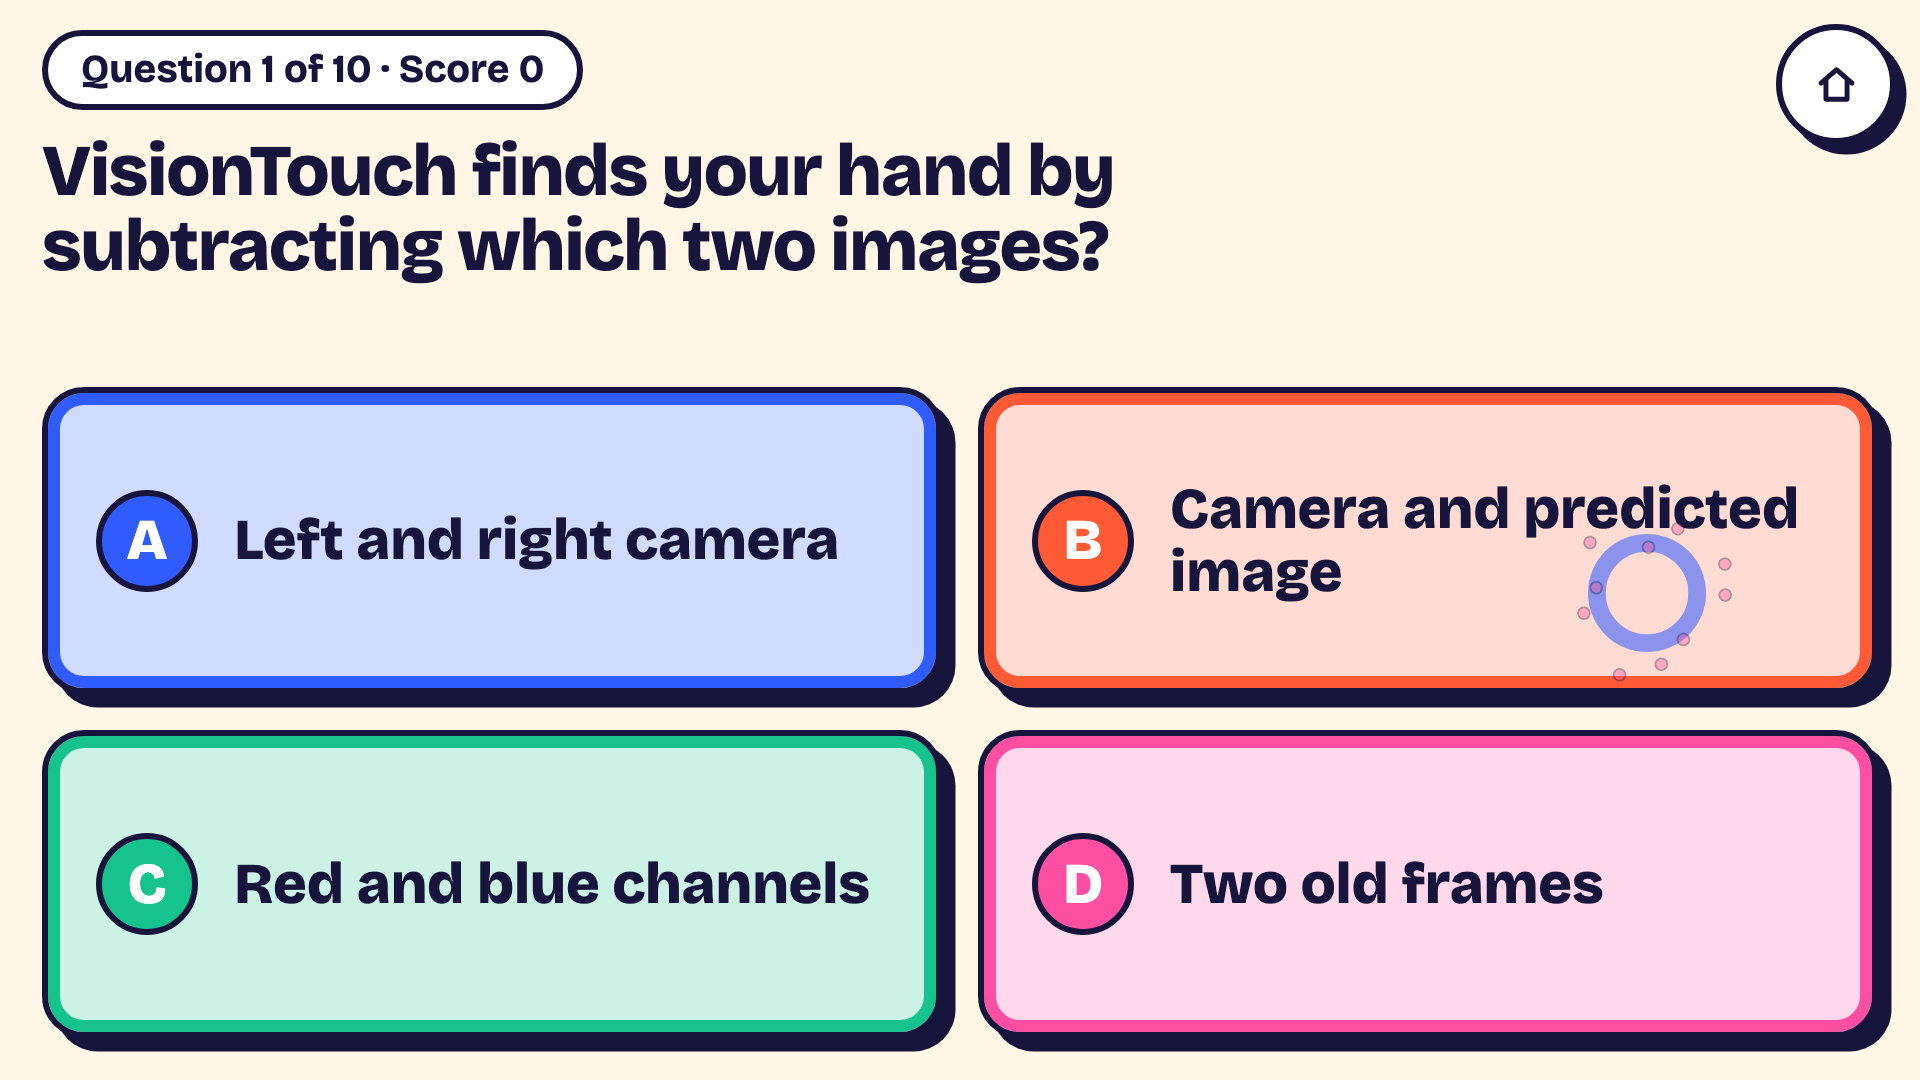 Question 1 of 10 · Score 0
VisionTouch finds your hand by
subtracting which two images?
A Left and right camera
B Camera and predicted
image
C Red and blue channels
D Two old frames